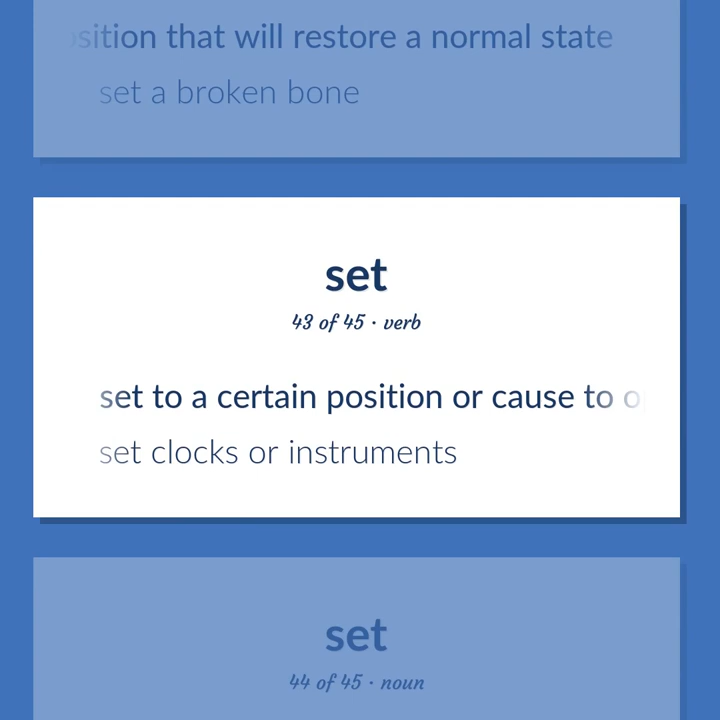 that will restore a normal state
set a broken bone
set
43 of 45 · verb
set to a certain position or cause to
set clocks or instruments
set
44 of 45 · noun